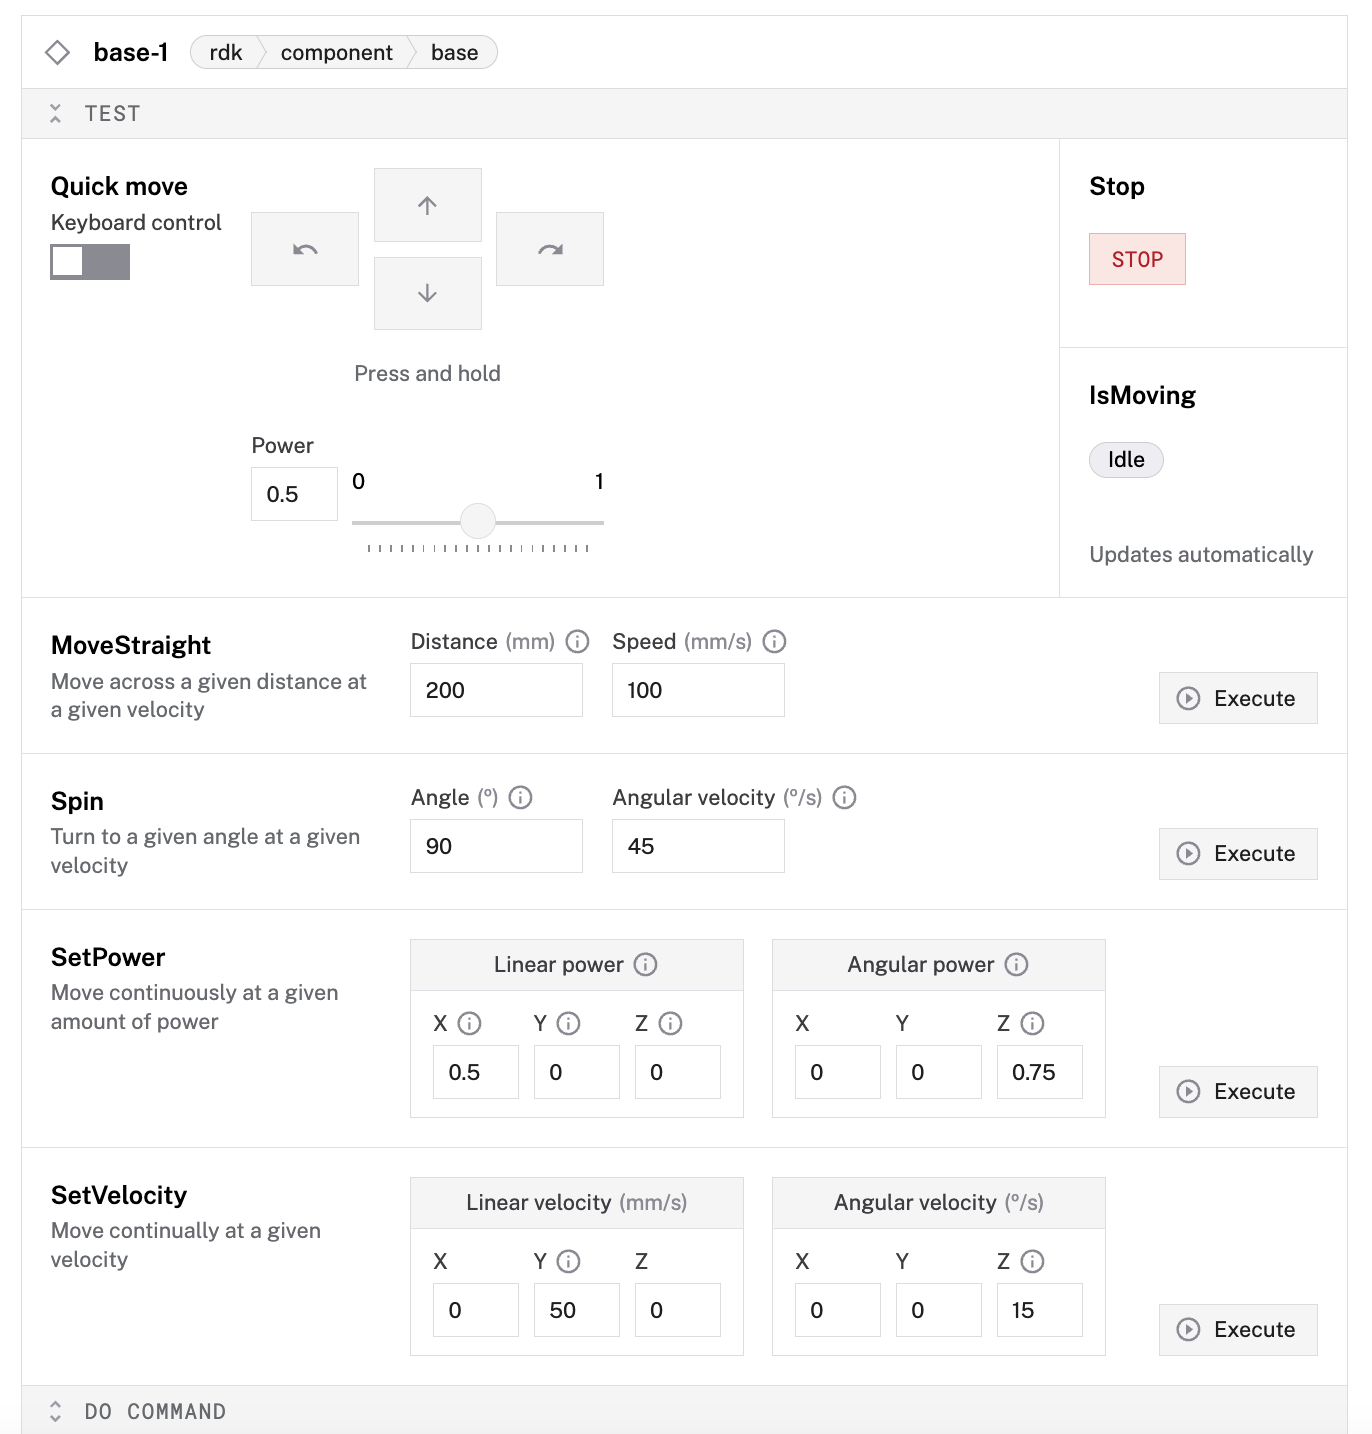 base-1 rdk component base
TEST
Quick move
Keyboard control
Press and hold
Power
0.5
0 1
Stop
STOP
IsMoving
Idle
Updates automatically
MoveStraight
Move across a given distance at
a given velocity
Distance (mm) Speed (mm/s)
200 100
Execute
Spin
Turn to a given angle at a given
velocity
Angle (º) Angular velocity (º/s)
90 45
Execute
SetPower
Move continuously at a given
amount of power
Linear power
X Y Z
0.5 0 0
Angular power
X Y Z
0 0 0.75
Execute
SetVelocity
Move continually at a given
velocity
Linear velocity (mm/s)
X Y Z
0 50 0
Angular velocity (º/s)
X Y Z
0 0 15
Execute
DO COMMAND